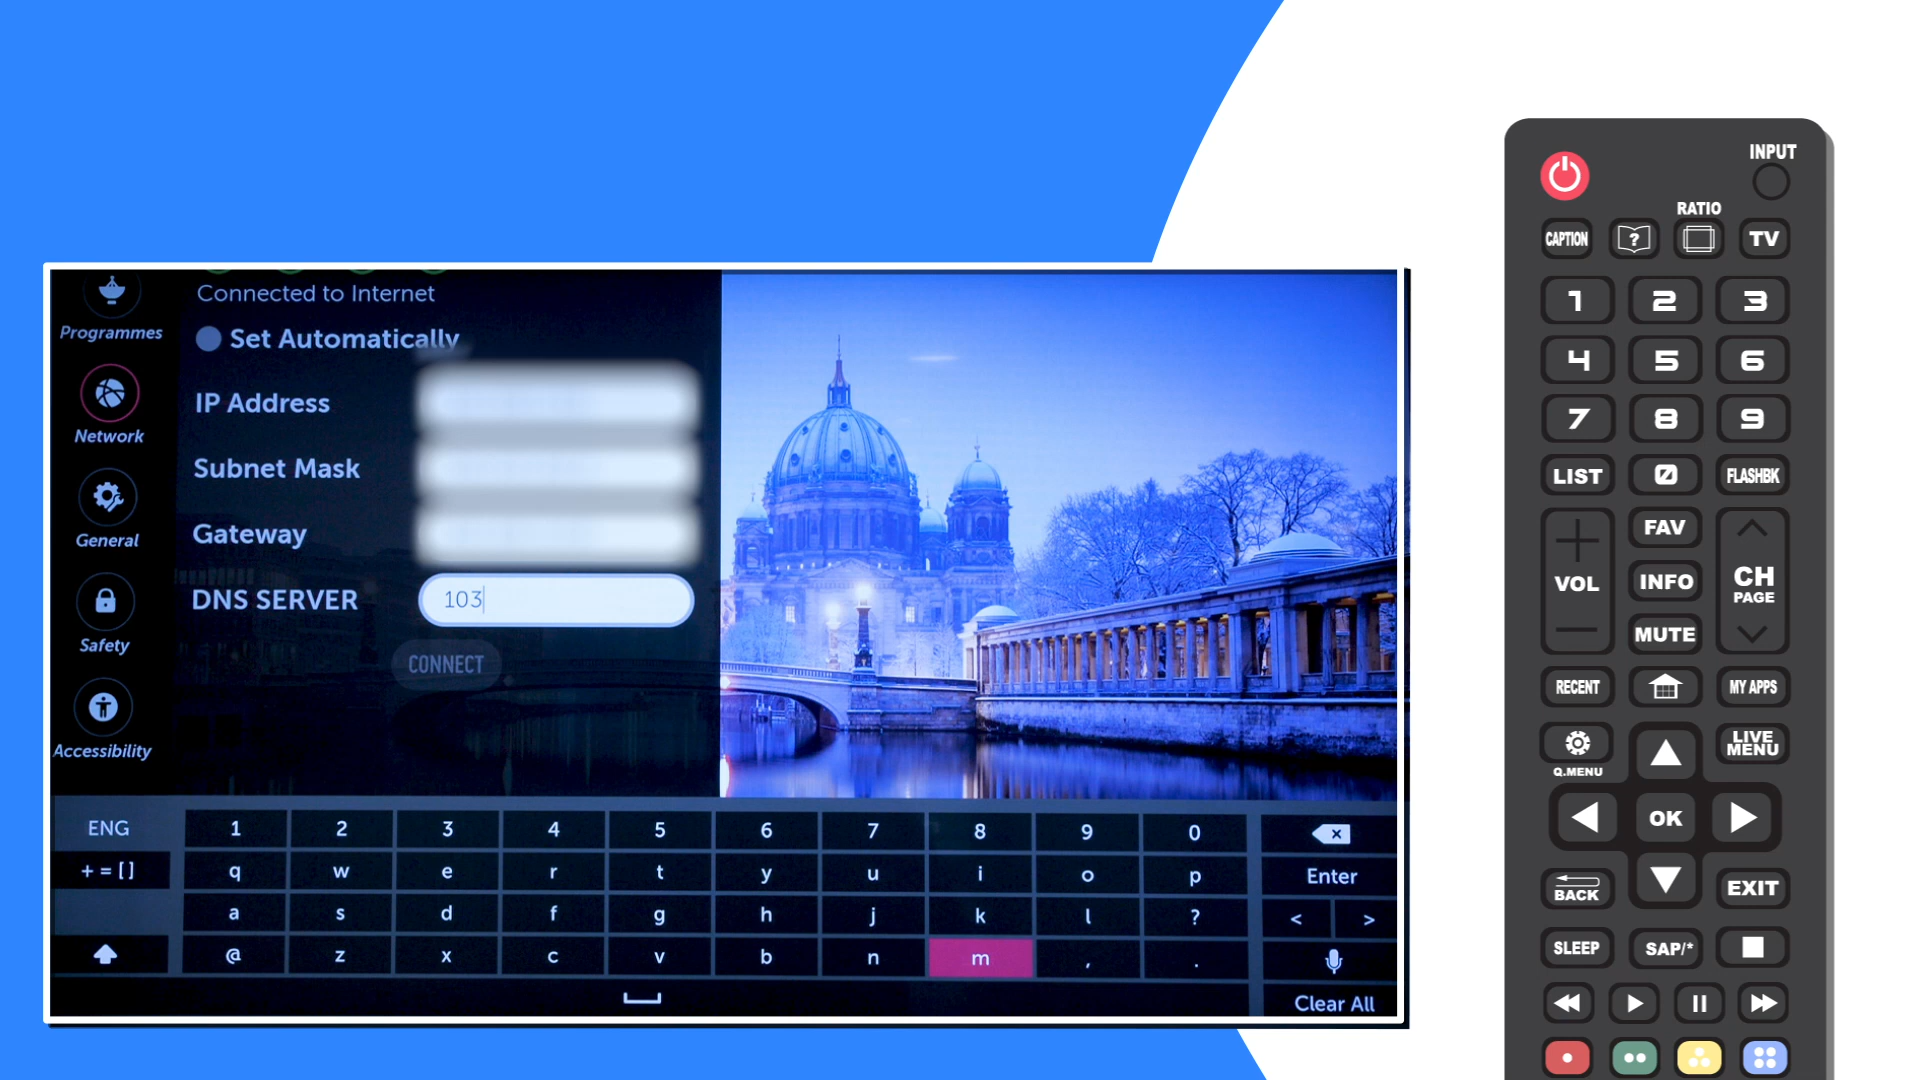 Connected to Internet
Set Automatically
IP Address
Subnet Mask
Gateway
DNS SERVER
103
CONNECT
Programmes
Network
General
Safety
Accessibility
ENG
1 2 3 4 5 6 7 8 9 0
+ = [ ]
q w e r t y u i o p
Enter
a s d f g h j k l ?
< >
@ z x c v b n m , .
Clear All
INPUT
RATIO
CAPTION
?
TV
1 2 3
4 5 6
7 8 9
LIST 0 FLASHBK
FAV
VOL
INFO
CH
PAGE
MUTE
RECENT
MY APPS
LIVE
MENU
Q.MENU
OK
BACK
EXIT
SLEEP
SAP/*